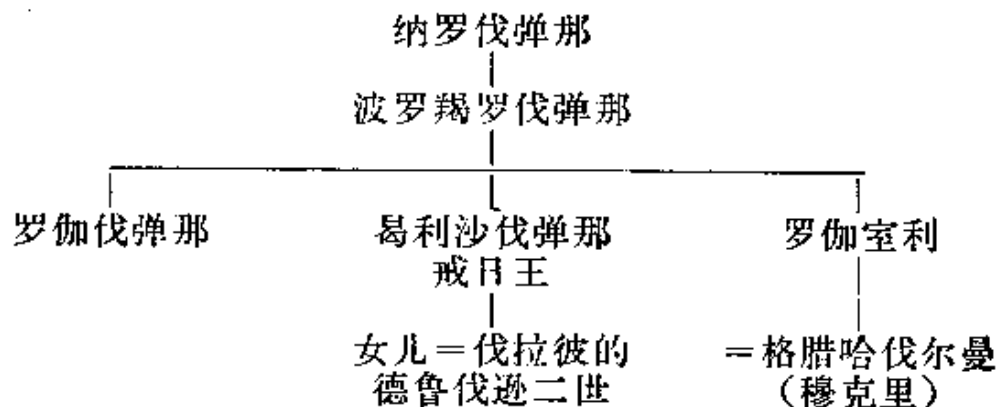 纳罗伐弹那
波罗羯罗伐弹那
罗伽伐弹那 曷利沙伐弹那 罗伽室利
戒日王
女儿=伐拉彼的 =格腊哈伐尔曼
德鲁伐逊二世 (穆克里)